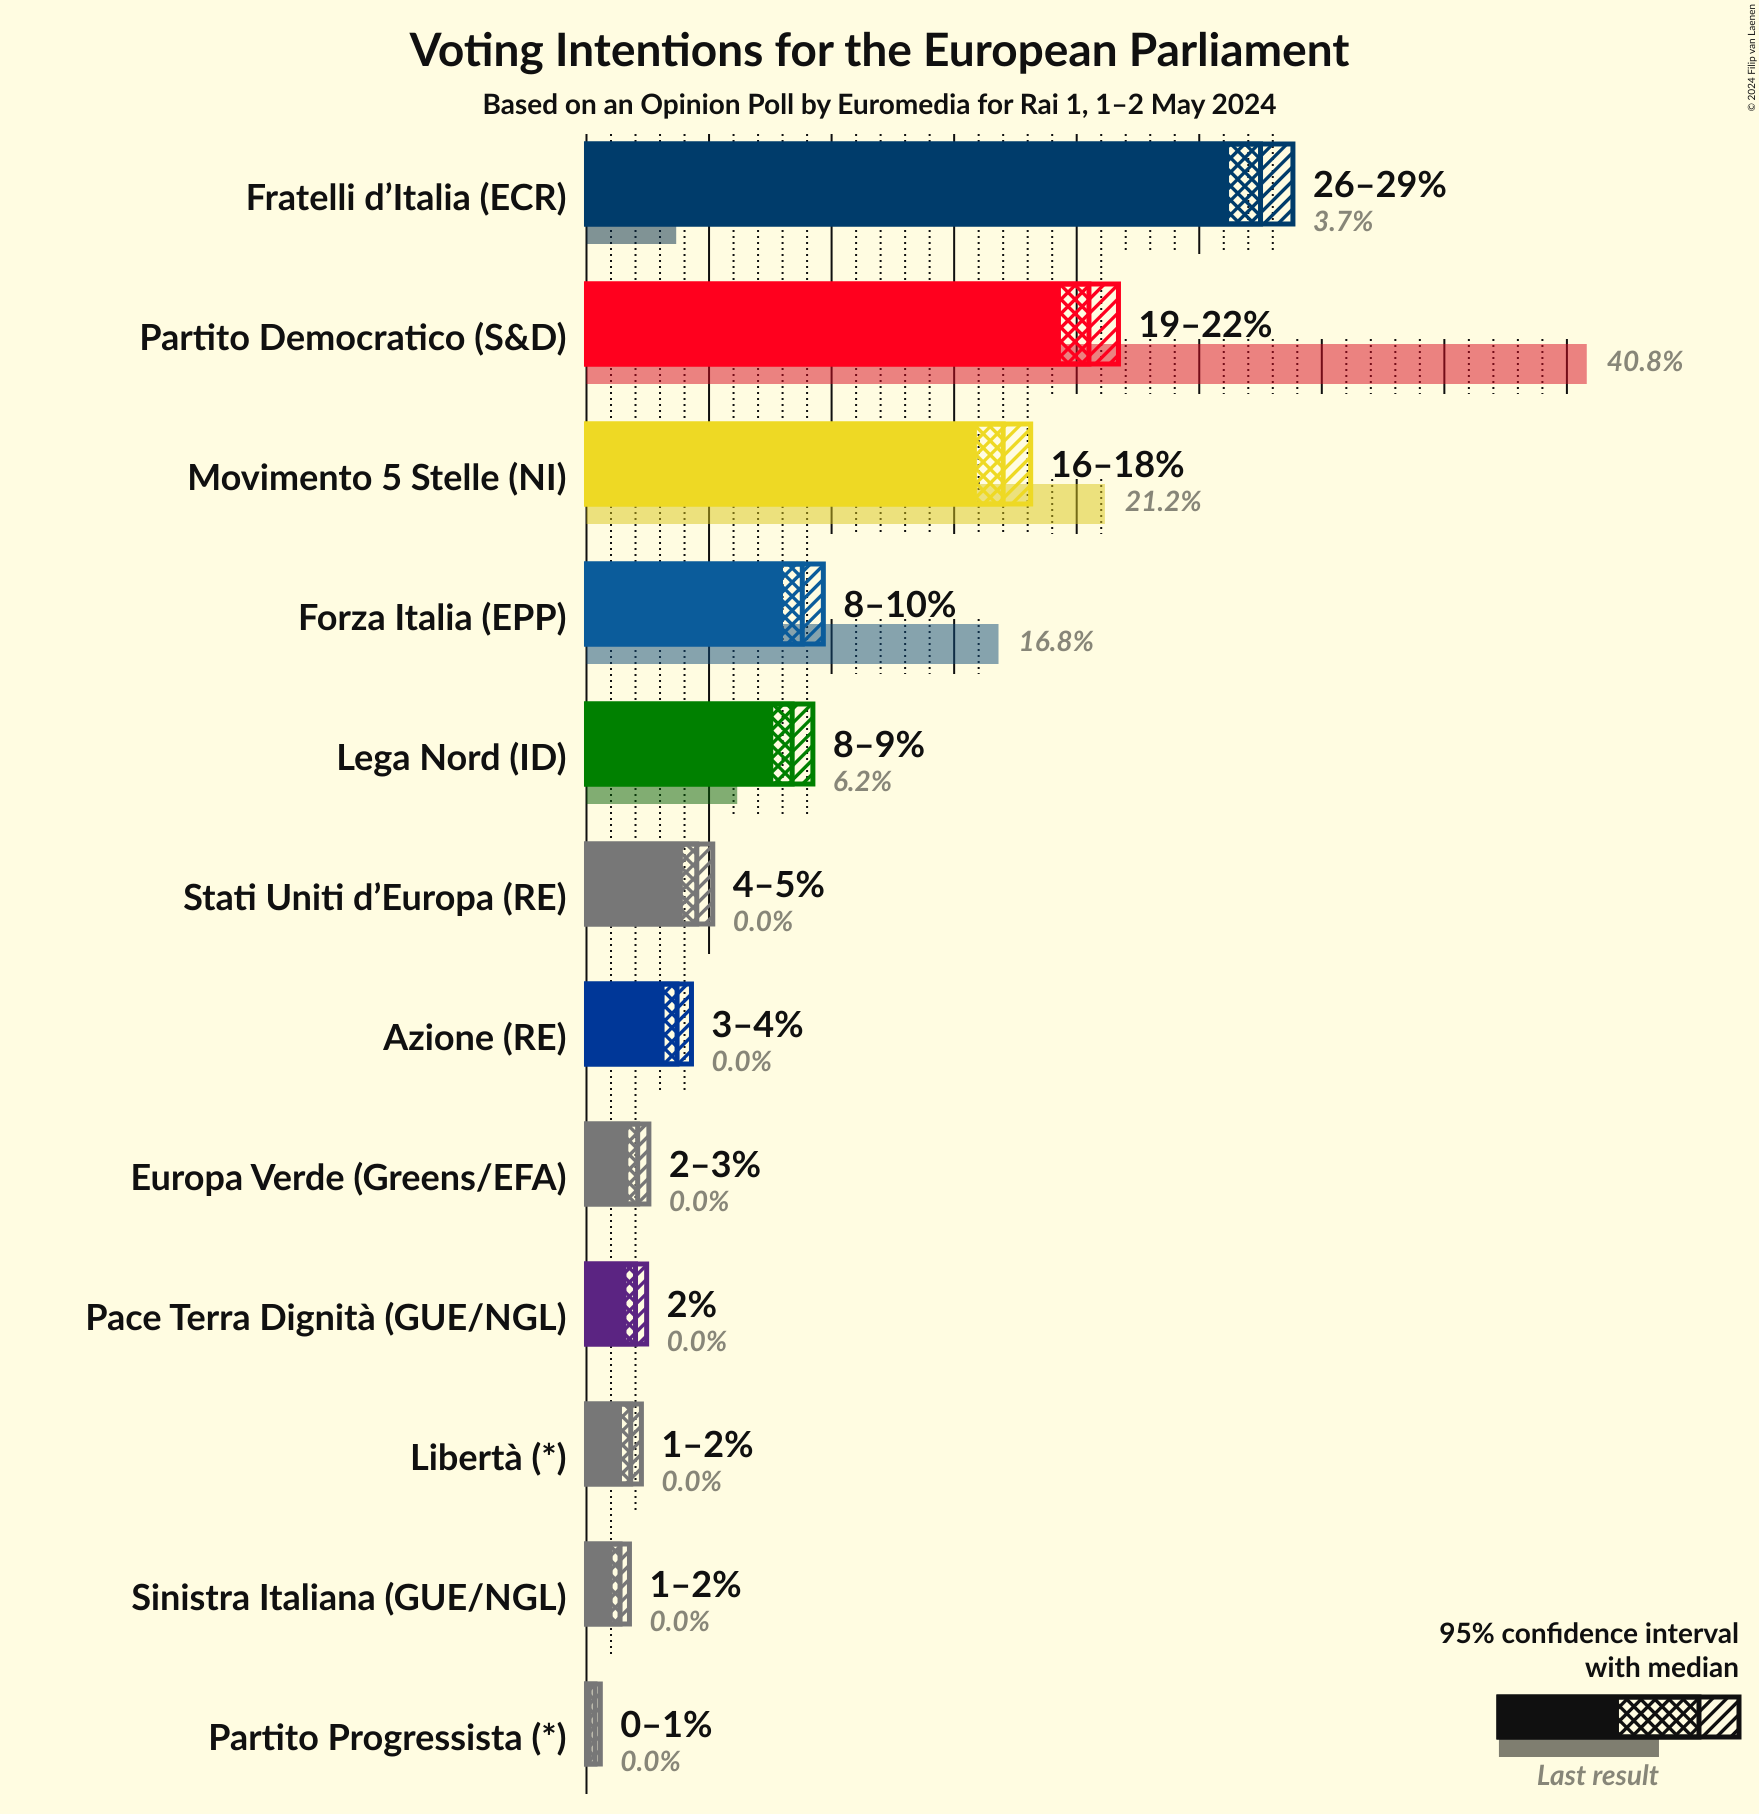 Voting Intentions for the European Parliament
Based on an Opinion Poll by Euromedia for Rai 1, 1–2 May 2024
© 2024 Filip van Laenen
Fratelli d’Italia (ECR)
26–29%
3.7%
Partito Democratico (S&D)
19–22%
40.8%
Movimento 5 Stelle (NI)
16–18%
21.2%
Forza Italia (EPP)
8–10%
16.8%
Lega Nord (ID)
8–9%
6.2%
Stati Uniti d’Europa (RE)
4–5%
0.0%
Azione (RE)
3–4%
0.0%
Europa Verde (Greens/EFA)
2–3%
0.0%
Pace Terra Dignità (GUE/NGL)
2%
0.0%
Libertà (*)
1–2%
0.0%
Sinistra Italiana (GUE/NGL)
1–2%
0.0%
Partito Progressista (*)
0–1%
0.0%
95% confidence interval
with median
Last result